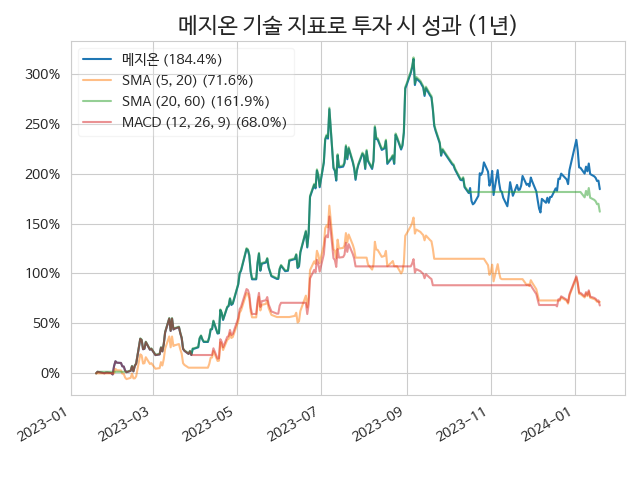 메지온 기술 지표로 투자 시 성과 (1년)
메지온 (184.4%)
SMA (5, 20) (71.6%)
SMA (20, 60) (161.9%)
MACD (12, 26, 9) (68.0%)
300%
250%
200%
150%
100%
50%
0%
2023-01
2023-03
2023-05
2023-07
2023-09
2023-11
2024-01